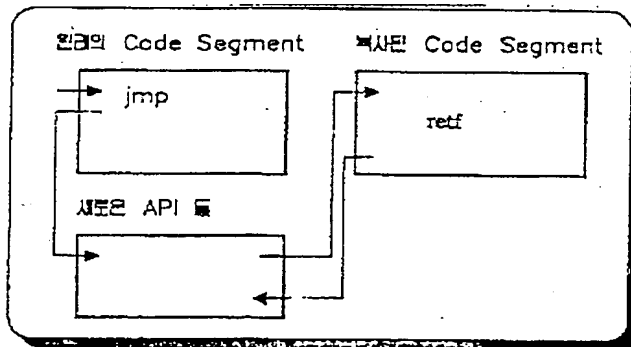 원래의 Code Segment
복사된 Code Segment
jmp
retf
새로운 API 들